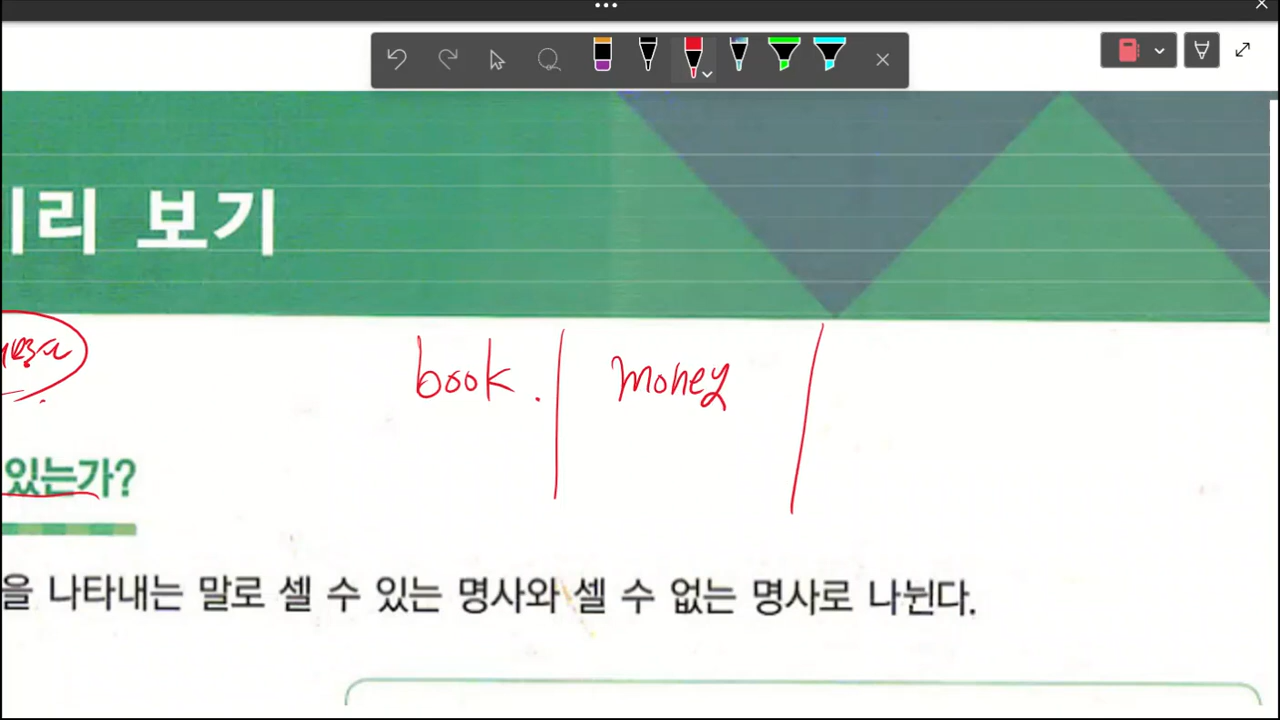 리 보기
book. money
있는가?
을 나타내는 말로 셀 수 있는 명사와 셀 수 없는 명사로 나뉜다.